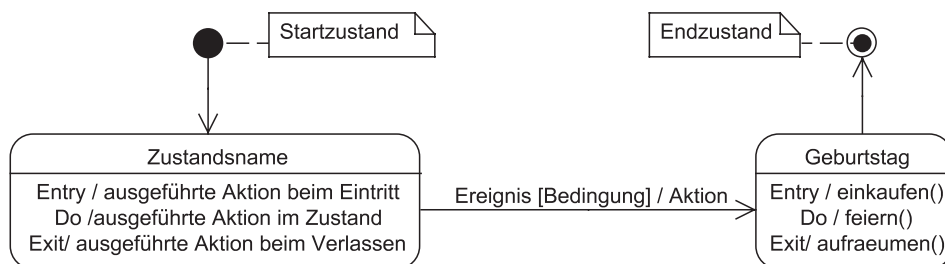 Startzustand
Endzustand
Zustandsname
Entry / ausgeführte Aktion beim Eintritt
Do /ausgeführte Aktion im Zustand
Exit/ ausgeführte Aktion beim Verlassen
Ereignis [Bedingung] / Aktion
Geburtstag
Entry / einkaufen()
Do / feiern()
Exit/ aufraeumen()